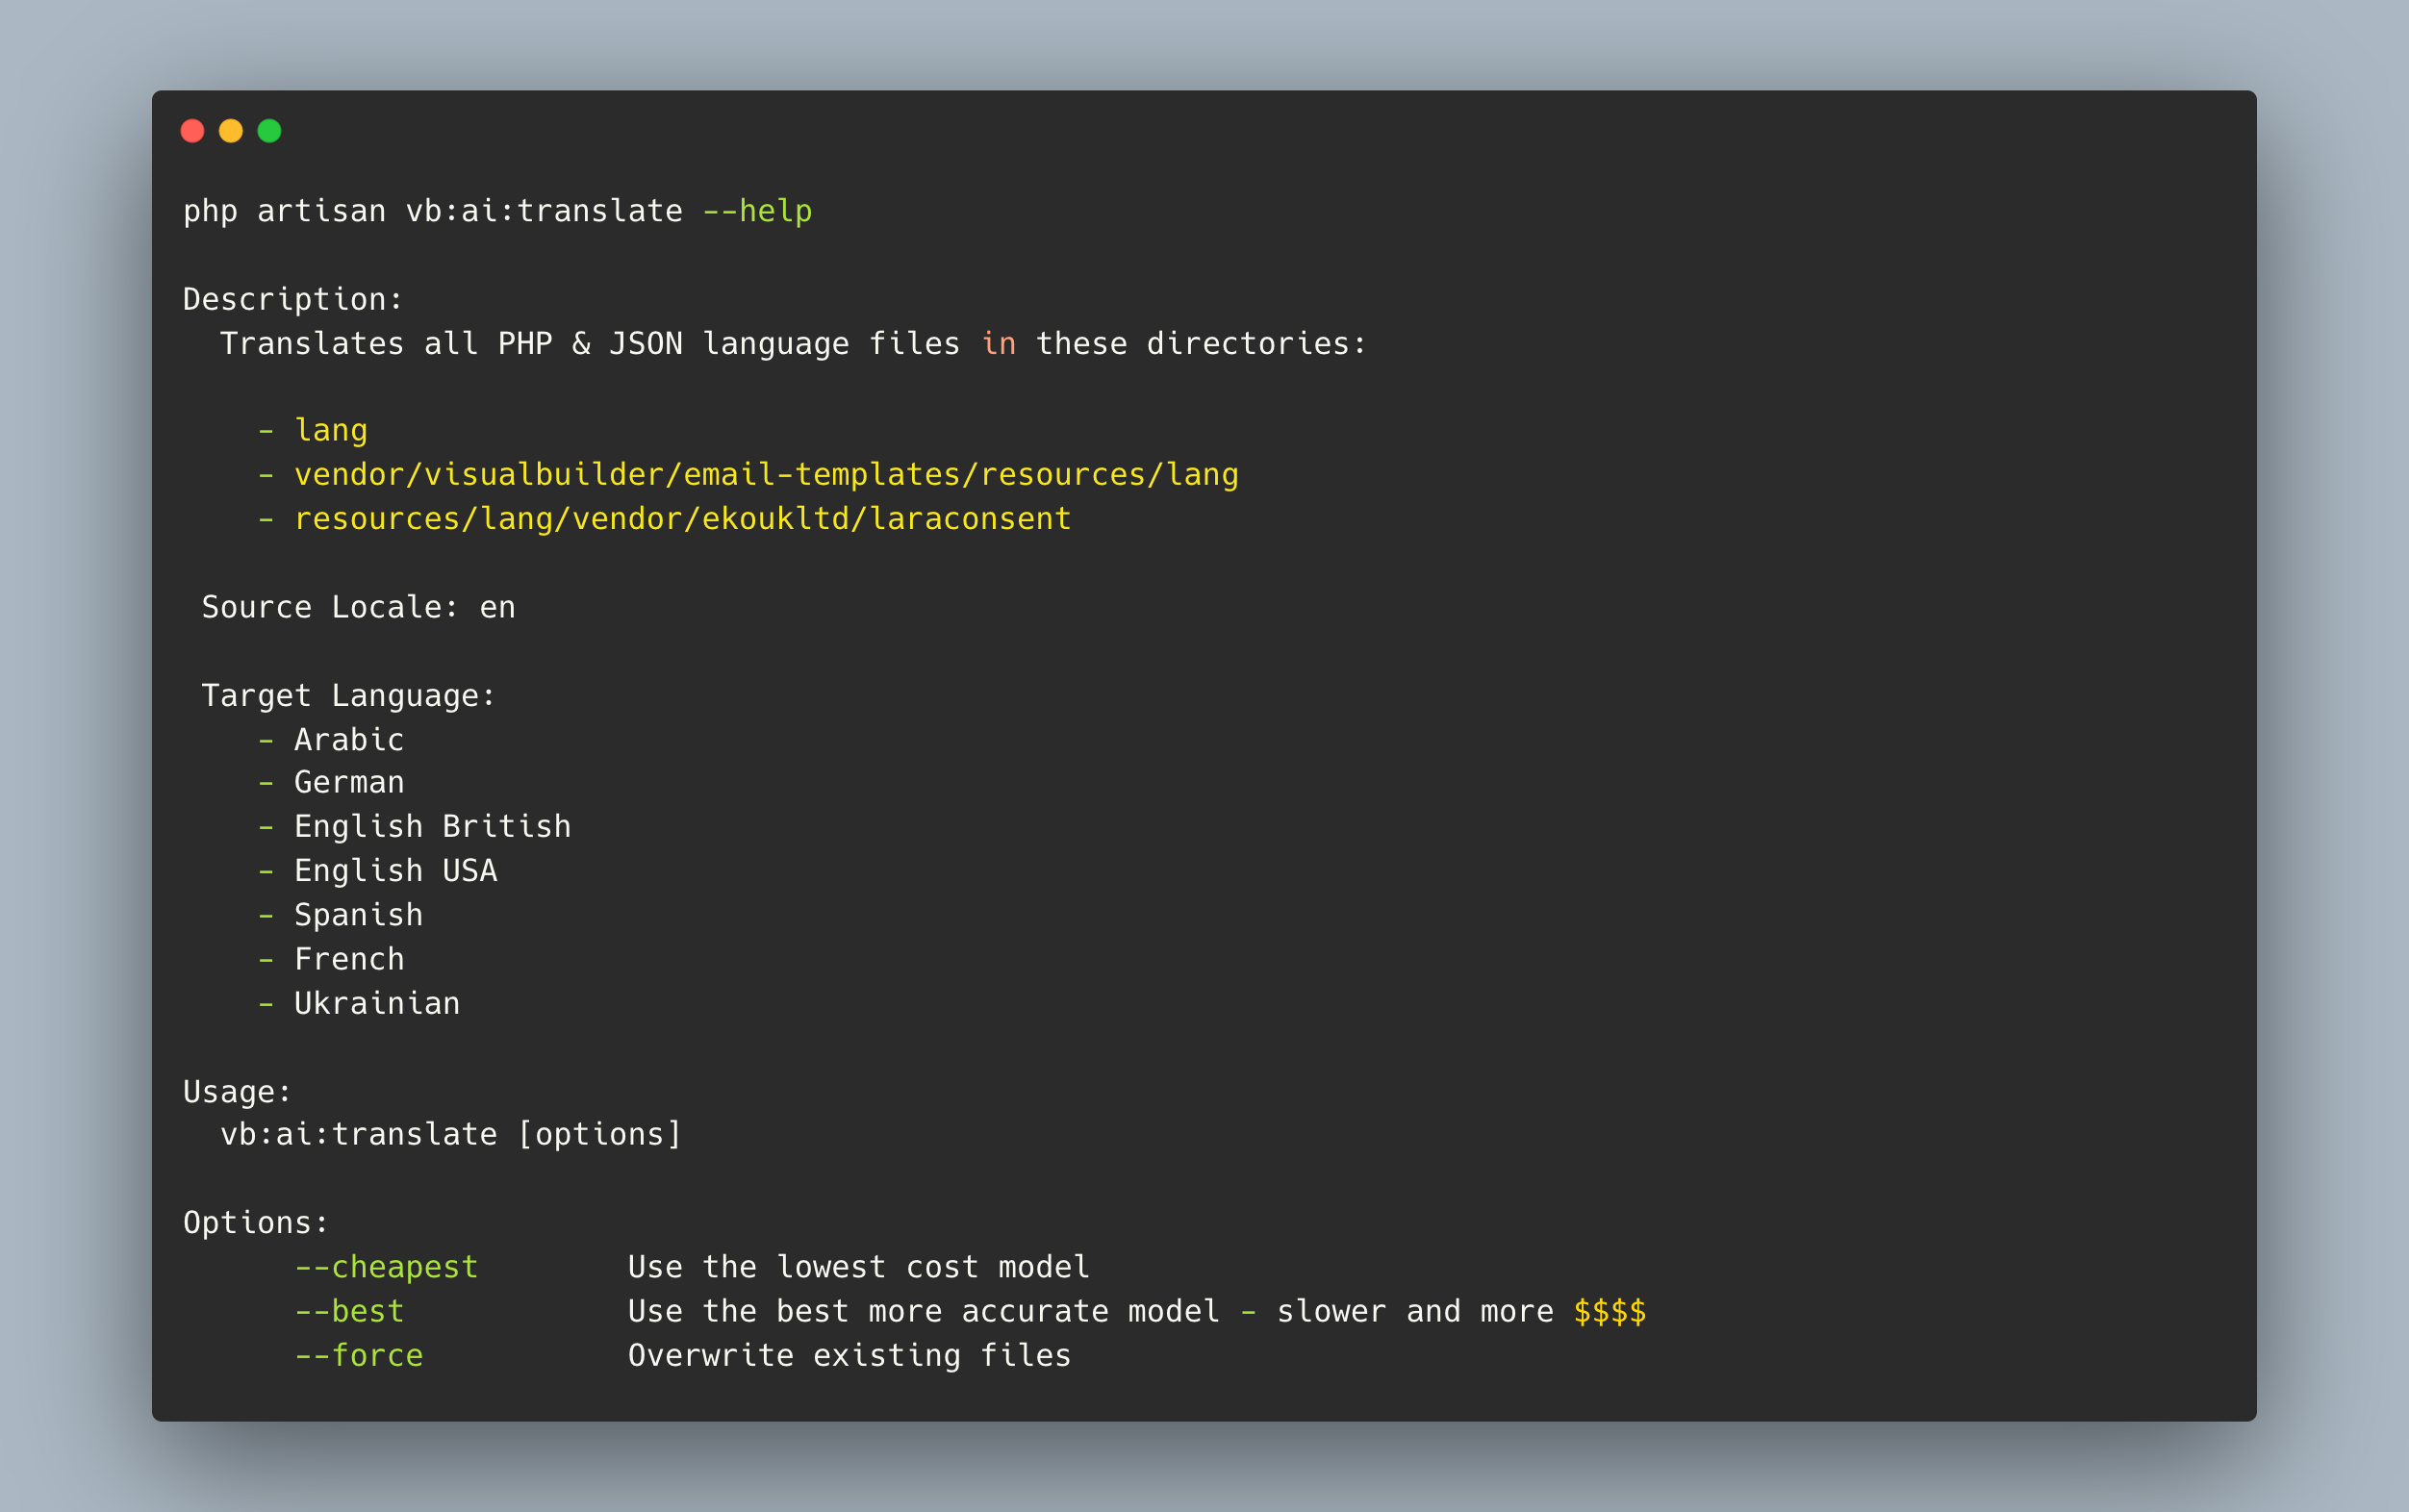 php artisan vb:ai:translate --help
Description:
Translates all PHP & JSON language files in these directories:
- lang
- vendor/visualbuilder/email-templates/resources/lang
- resources/lang/vendor/ekoukltd/laraconsent
Source Locale: en
Target Language:
- Arabic
- German
- English British
- English USA
- Spanish
- French
- Ukrainian
Usage:
vb:ai:translate [options]
Options:
--cheapest Use the lowest cost model
--best Use the best more accurate model - slower and more $$$$
--force Overwrite existing files